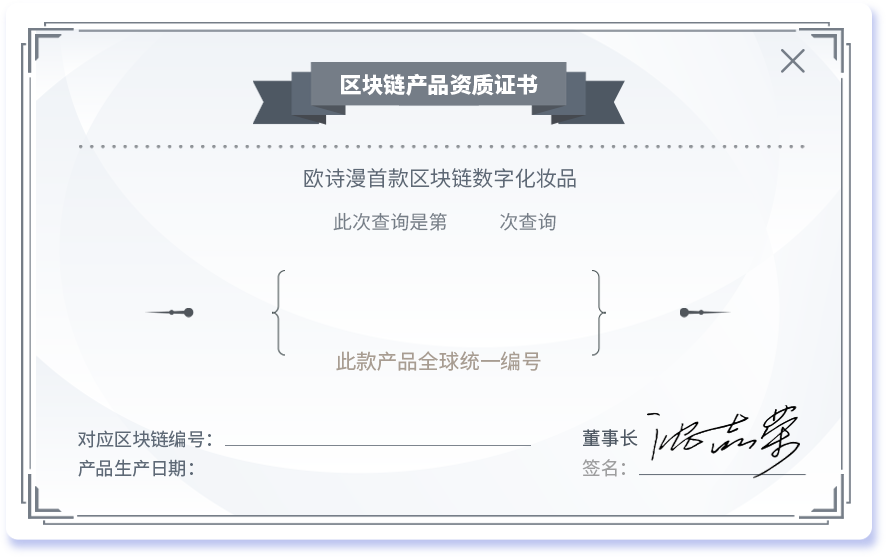 区块链产品资质证书
欧诗漫首款区块链数字化妆品
此次查询是第 次查询
此款产品全球统一编号
对应区块链编号：
产品生产日期：
董事长
签名：